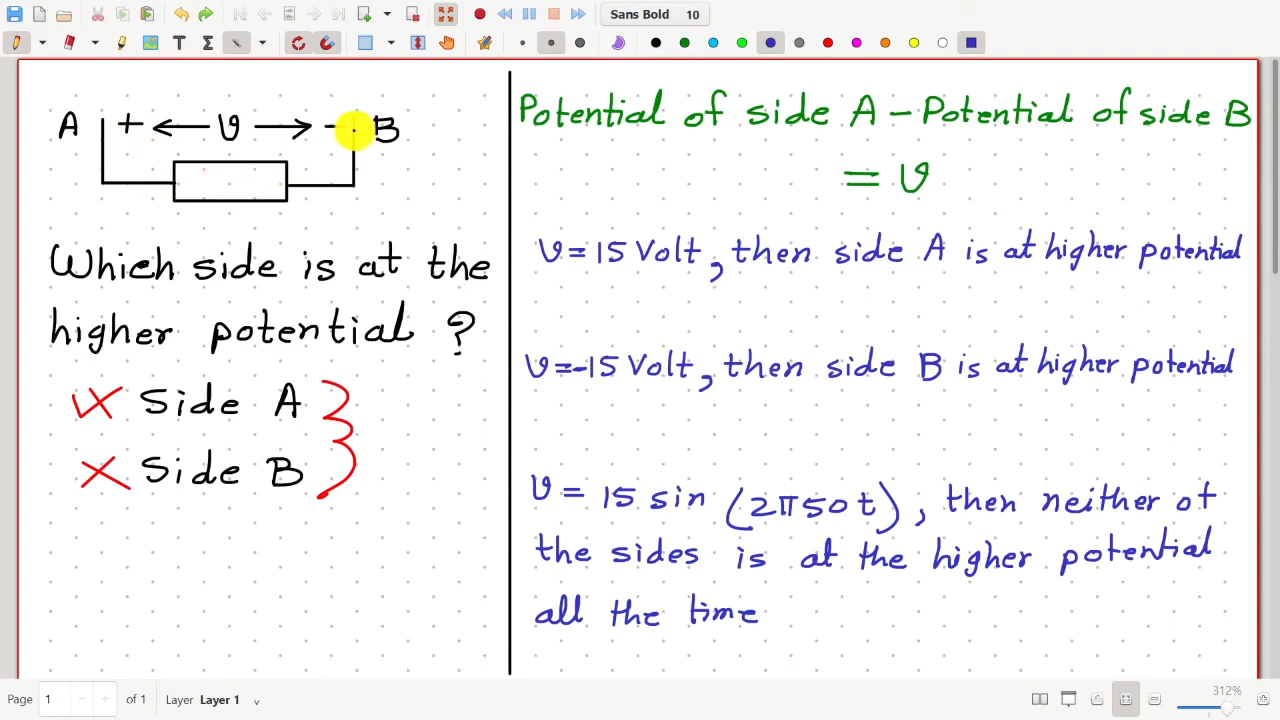 Sans Bold 10
A + ← υ → - B
Which side is at the
higher potential ?
Side A
Side B
Potential of side A - Potential of side B
= υ
υ = 15 Volt, then side A is at higher potential
υ = -15 Volt, then side B is at higher potential
υ = 15 sin (2π50t), then neither of
the sides is at the higher potential
all the time
Page 1 of 1 Layer Layer 1 312%